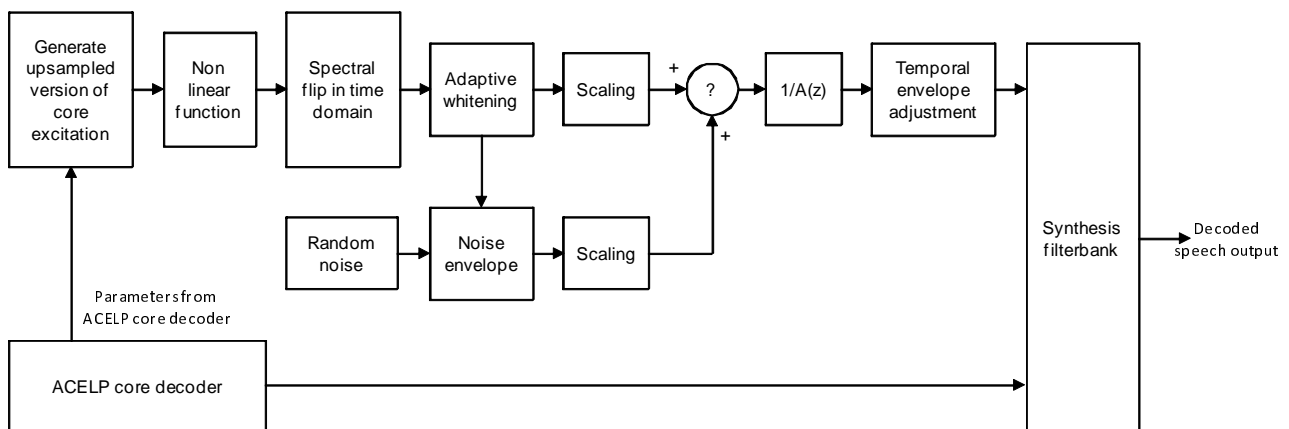 Generate
upsampled
version of
core
excitation
Non
linear
function
Spectral
flip in time
domain
Adaptive
whitening
Scaling
+
?
+
1/A(z)
Temporal
envelope
adjustment
Random
noise
Noise
envelope
Scaling
Synthesis
filterbank
Decoded
speech output
Parameters from
ACELP core decoder
ACELP core decoder